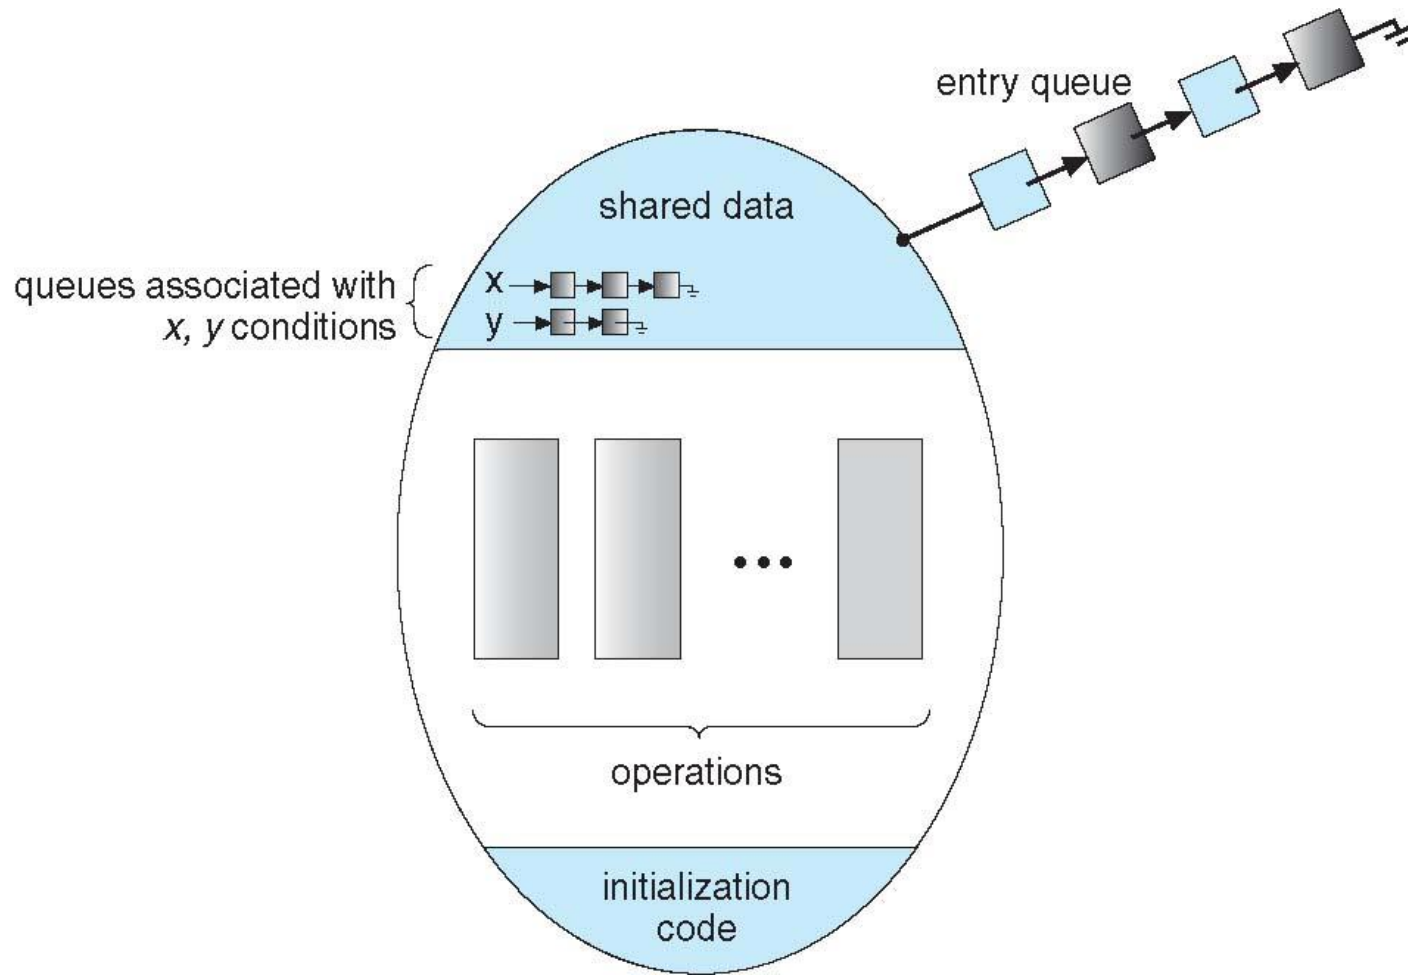 entry queue
shared data
queues associated with
x, y conditions
x
y
operations
initialization
code